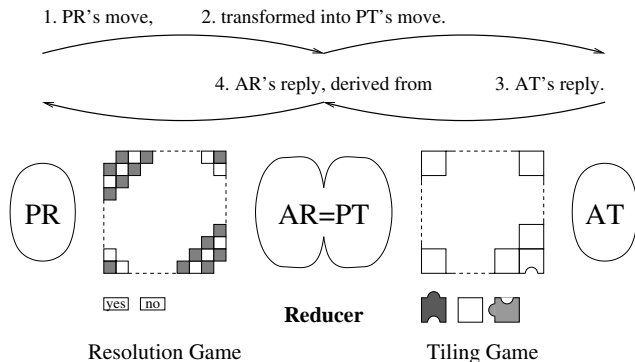 1. PR's move, 2. transformed into PT's move.
4. AR's reply, derived from 3. AT's reply.
PR AR=PT AT
yes no
Reducer
Resolution Game Tiling Game